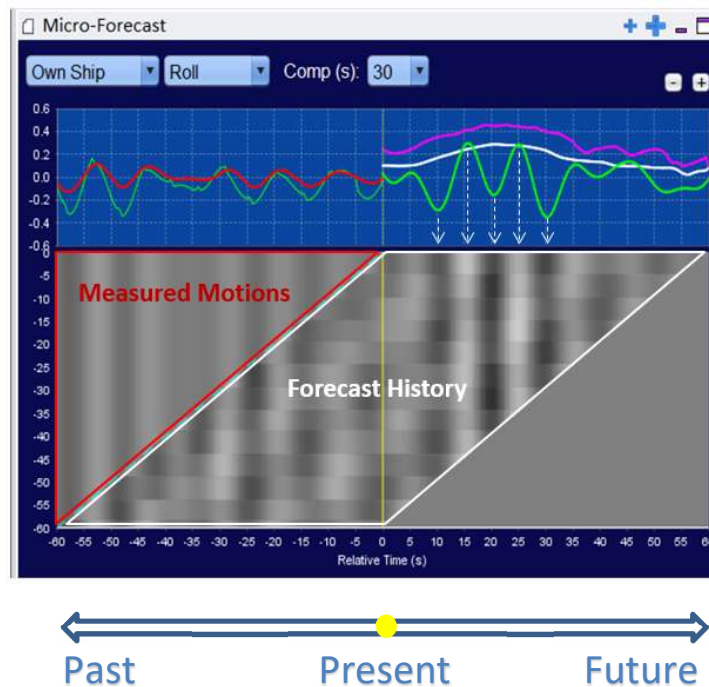 Micro-Forecast
Own Ship Roll Comp (s): 30
0.6
0.4
0.2
0.0
-0.2
-0.4
-0.6
0
-5
-10
-15
-20
-25
-30
-35
-40
-45
-50
-55
-60
Measured Motions
Forecast History
-60 -55 -50 -45 -40 -35 -30 -25 -20 -15 -10 -5 0 5 10 15 20 25 30 35 40 45 50 55
Relative Time (s)
Past Present Future